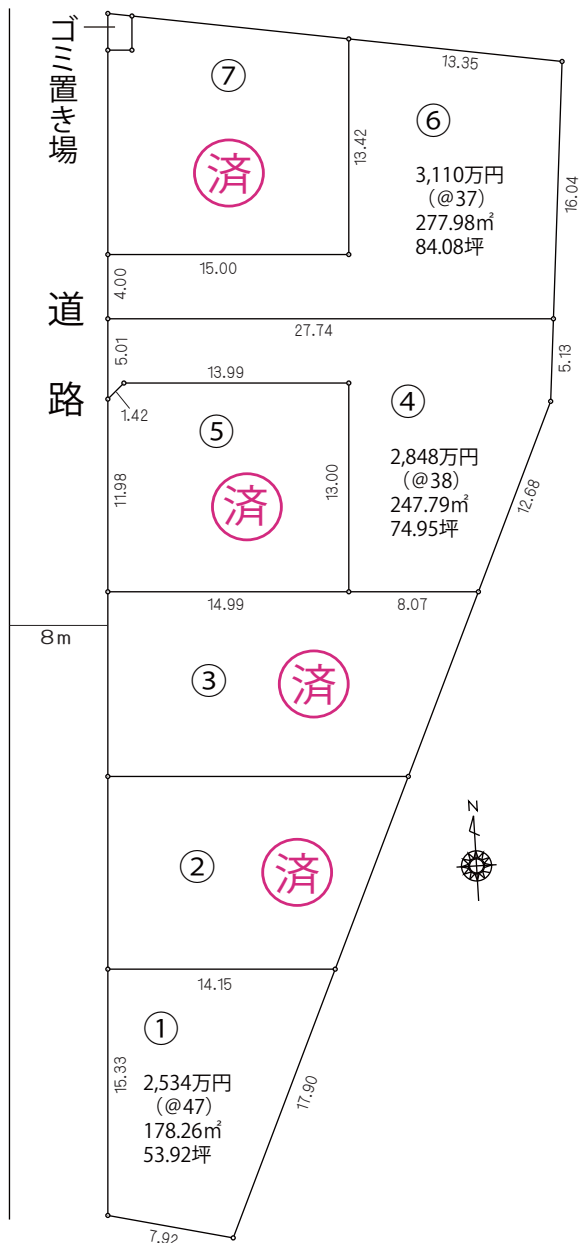 ゴミ置き場
⑦
済
13.35
⑥
3,110万円
（@37）
277.98㎡
84.08坪
13.42
16.04
15.00
4.00
道路
27.74
5.01
5.13
13.99
1.42
⑤
済
④
2,848万円
（@38）
247.79㎡
74.95坪
11.98
13.00
12.68
14.99
8.07
8m
③
済
N
②
済
14.15
①
2,534万円
（@47）
178.26㎡
53.92坪
15.33
17.90
7.92